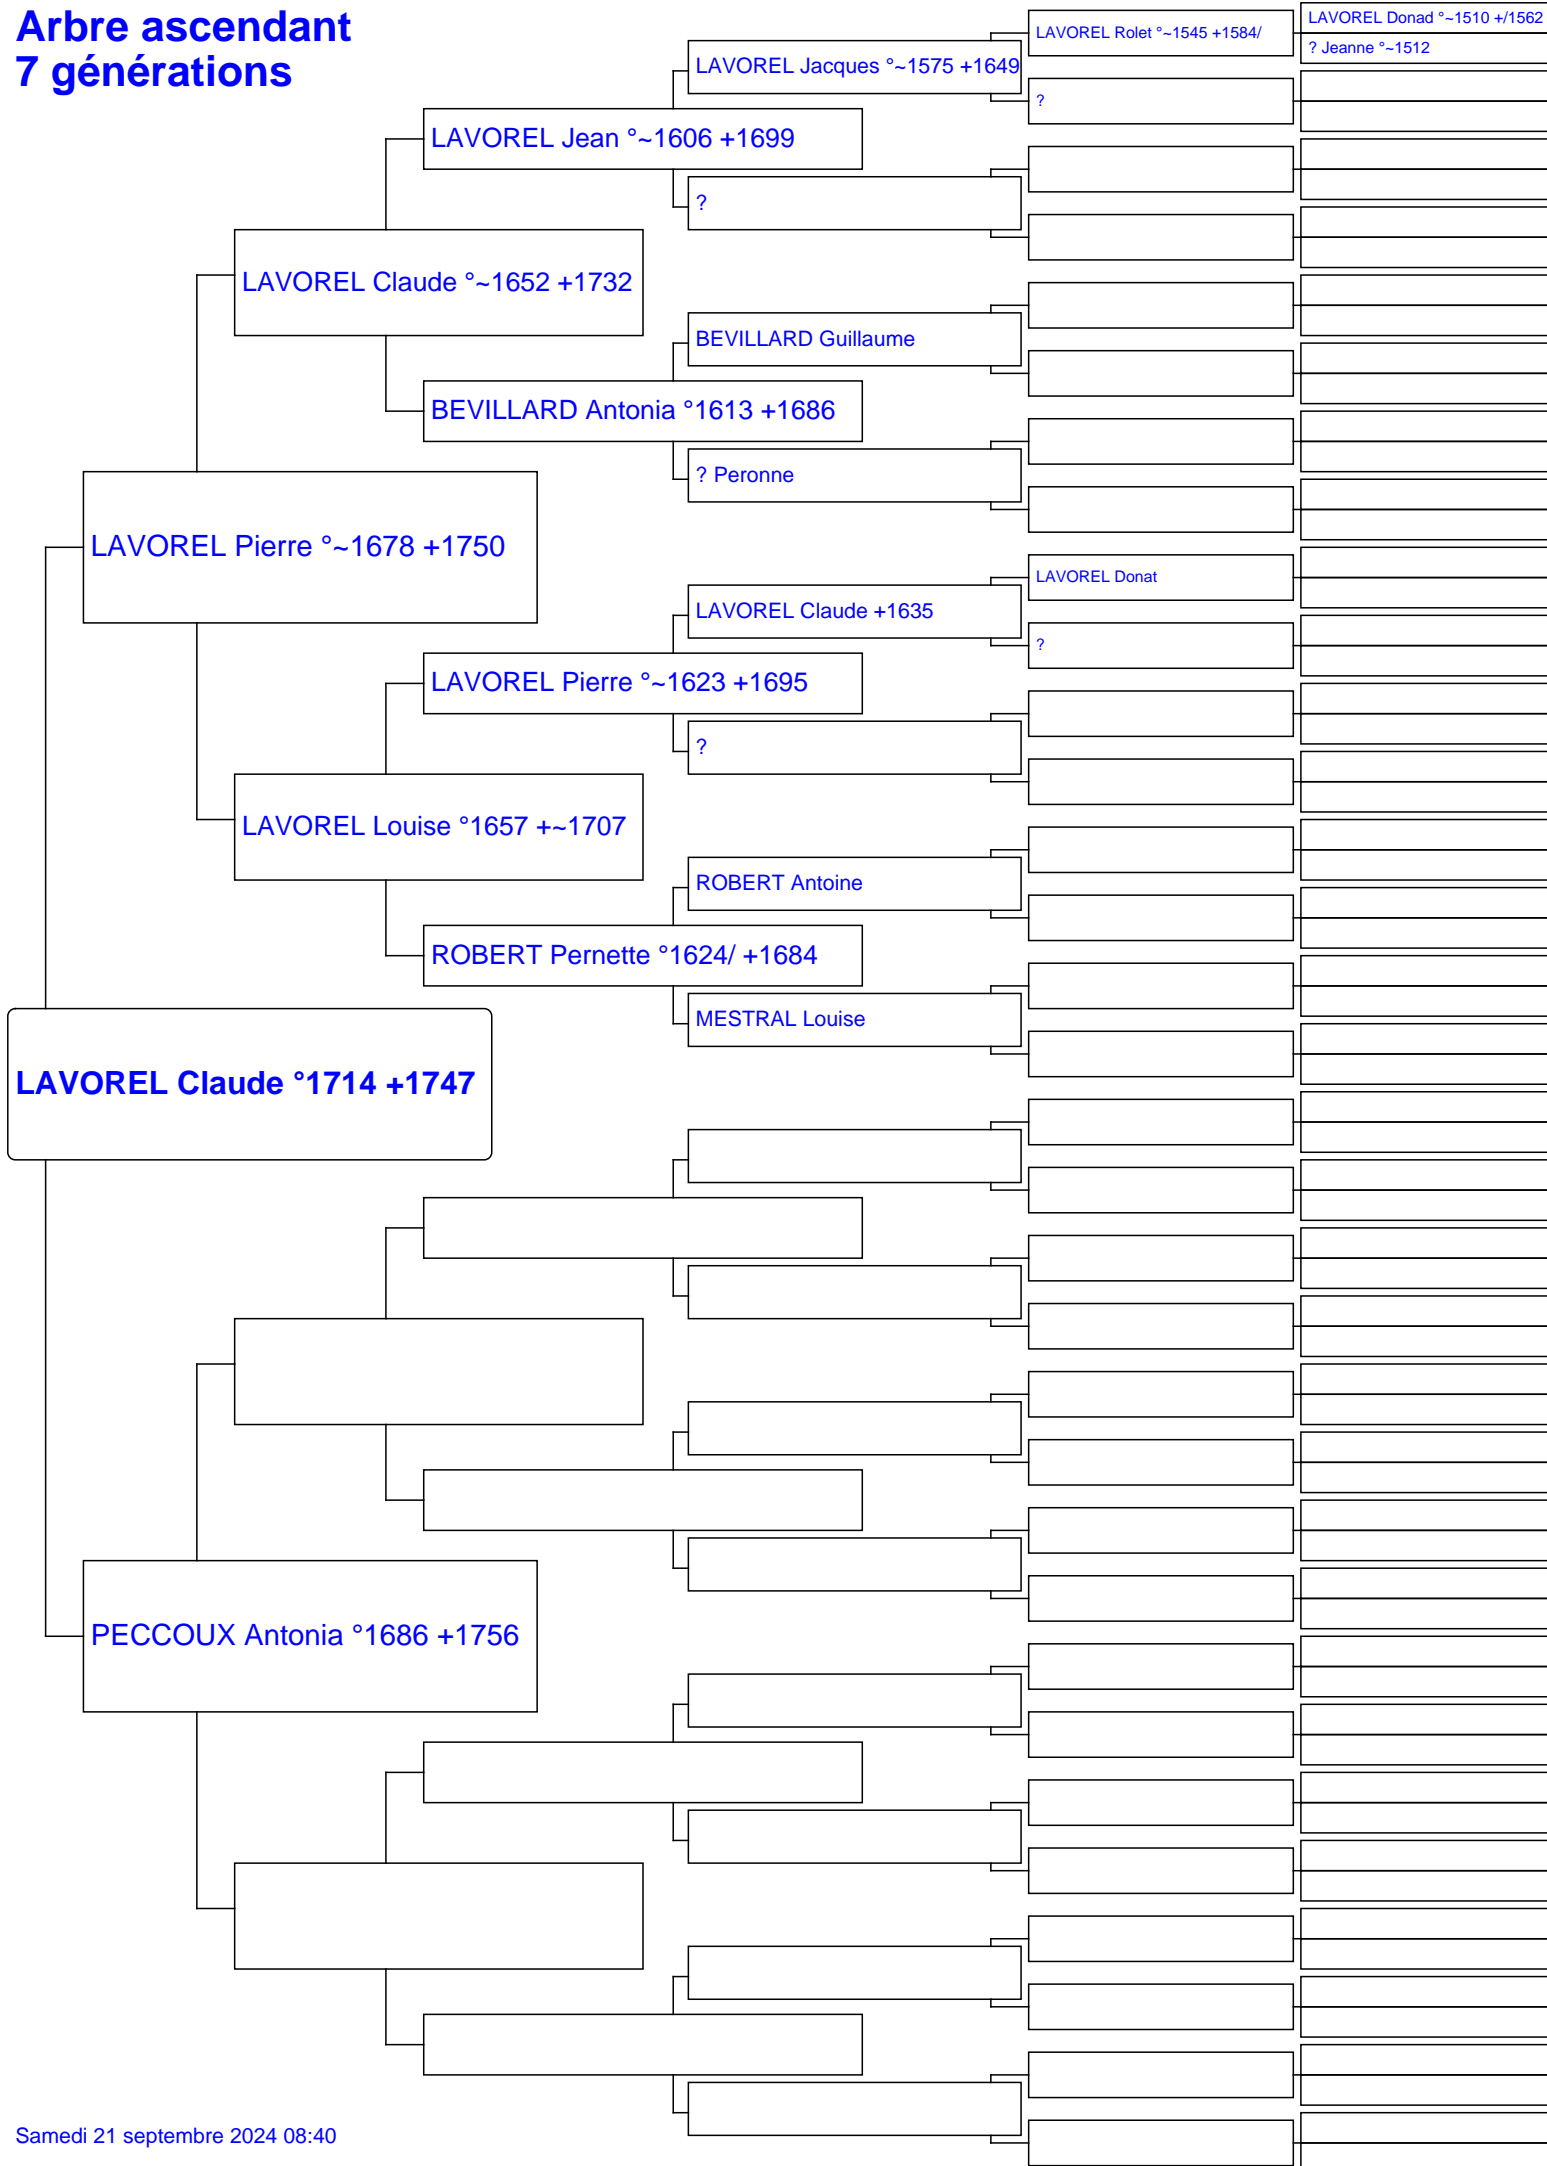 Arbre ascendant
7 générations
LAVOREL Donad °~1510 +/1562
LAVOREL Rolet °~1545 +1584/
? Jeanne °~1512
LAVOREL Jacques °~1575 +1649
?
LAVOREL Jean °~1606 +1699
?
LAVOREL Claude °~1652 +1732
BEVILLARD Guillaume
BEVILLARD Antonia °1613 +1686
? Peronne
LAVOREL Pierre °~1678 +1750
LAVOREL Donat
LAVOREL Claude +1635
?
LAVOREL Pierre °~1623 +1695
?
LAVOREL Louise °1657 +~1707
ROBERT Antoine
ROBERT Pernette °1624/ +1684
MESTRAL Louise
LAVOREL Claude °1714 +1747
PECCOUX Antonia °1686 +1756
Samedi 21 septembre 2024 08:40